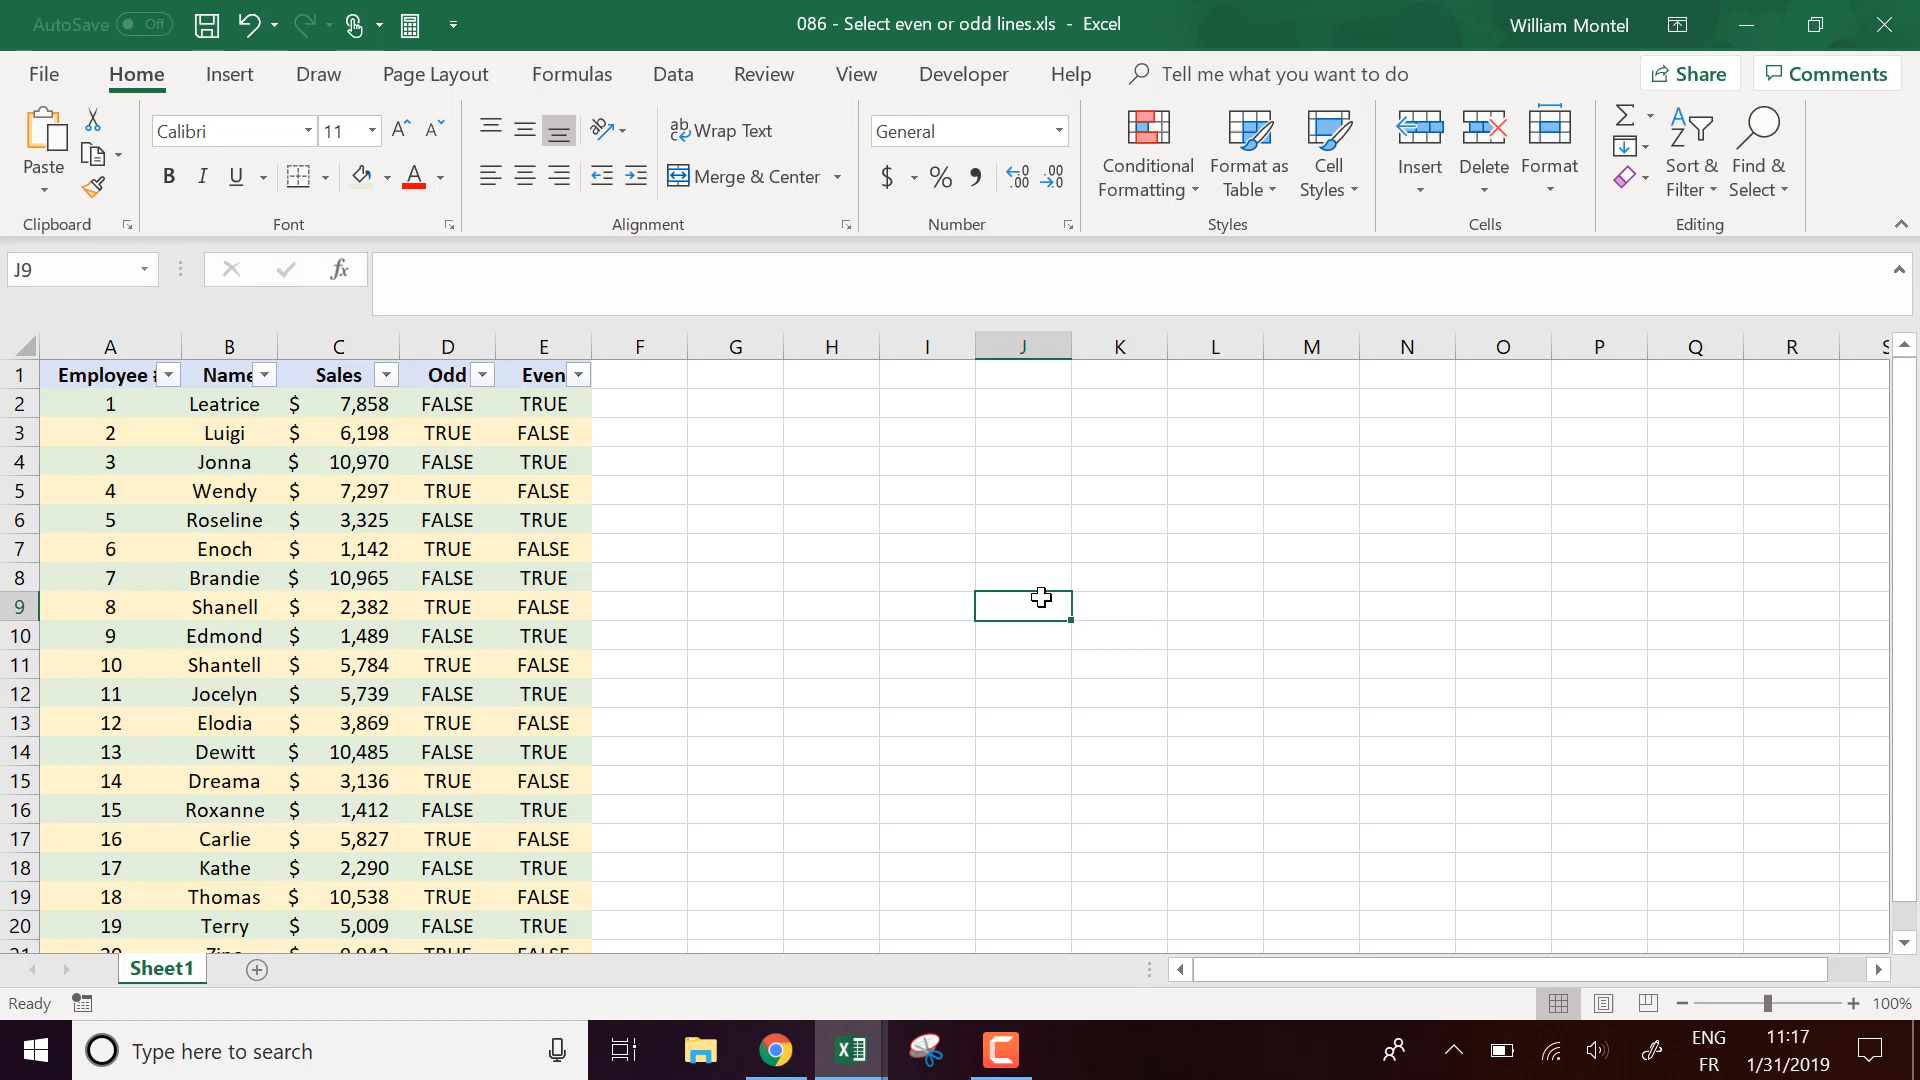 AutoSave Off 086 - Select even or odd lines.xls - Excel William Montel
File Home Insert Draw Page Layout Formulas Data Review View Developer Help Tell me what you want to do Share Comments
Paste Calibri 11 Wrap Text General Conditional Formatting Format as Table Cell Styles Insert Delete Format Sort & Filter Find & Select
B I U A Merge & Center $ % , .00 .00
Clipboard Font Alignment Number Styles Cells Editing
J9 fx
A B C D E F G H I J K L M N O P Q R
1 Employee Name Sales Odd Even
2 1 Leatrice $ 7,858 FALSE TRUE
3 2 Luigi $ 6,198 TRUE FALSE
4 3 Jonna $ 10,970 FALSE TRUE
5 4 Wendy $ 7,297 TRUE FALSE
6 5 Roseline $ 3,325 FALSE TRUE
7 6 Enoch $ 1,142 TRUE FALSE
8 7 Brandie $ 10,965 FALSE TRUE
9 8 Shanell $ 2,382 TRUE FALSE
10 9 Edmond $ 1,489 FALSE TRUE
11 10 Shantell $ 5,784 TRUE FALSE
12 11 Jocelyn $ 5,739 FALSE TRUE
13 12 Elodia $ 3,869 TRUE FALSE
14 13 Dewitt $ 10,485 FALSE TRUE
15 14 Dreama $ 3,136 TRUE FALSE
16 15 Roxanne $ 1,412 FALSE TRUE
17 16 Carlie $ 5,827 TRUE FALSE
18 17 Kathe $ 2,290 FALSE TRUE
19 18 Thomas $ 10,538 TRUE FALSE
20 19 Terry $ 5,009 FALSE TRUE
Sheet1
Ready 100%
Type here to search ENG 11:17
FR 1/31/2019